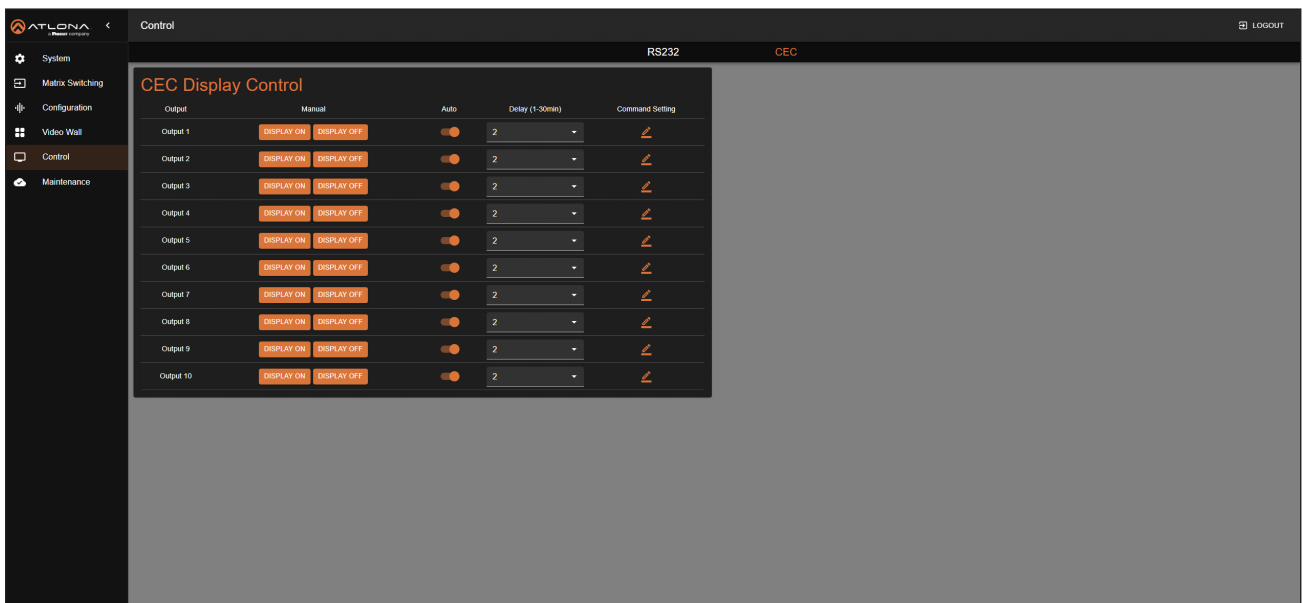 ATLONA
a Panduit company
Control
LOGOUT
System
Matrix Switching
Configuration
Video Wall
Control
Maintenance
RS232 CEC
CEC Display Control
Output Manual Auto Delay (1-30min) Command Setting
Output 1 DISPLAY ON DISPLAY OFF 2
Output 2 DISPLAY ON DISPLAY OFF 2
Output 3 DISPLAY ON DISPLAY OFF 2
Output 4 DISPLAY ON DISPLAY OFF 2
Output 5 DISPLAY ON DISPLAY OFF 2
Output 6 DISPLAY ON DISPLAY OFF 2
Output 7 DISPLAY ON DISPLAY OFF 2
Output 8 DISPLAY ON DISPLAY OFF 2
Output 9 DISPLAY ON DISPLAY OFF 2
Output 10 DISPLAY ON DISPLAY OFF 2